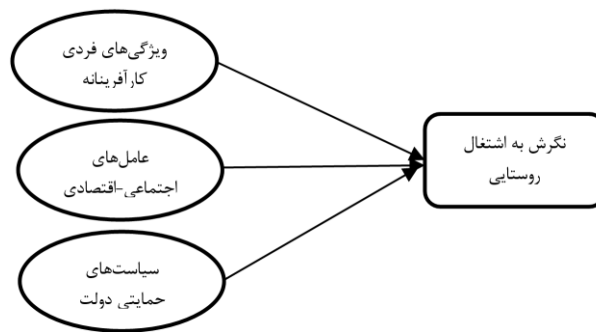 ویژگی‌های فردی
کارآفرینانه
عامل‌های
اجتماعی-اقتصادی
سیاست‌های
حمایتی دولت
نگرش به اشتغال
روستایی